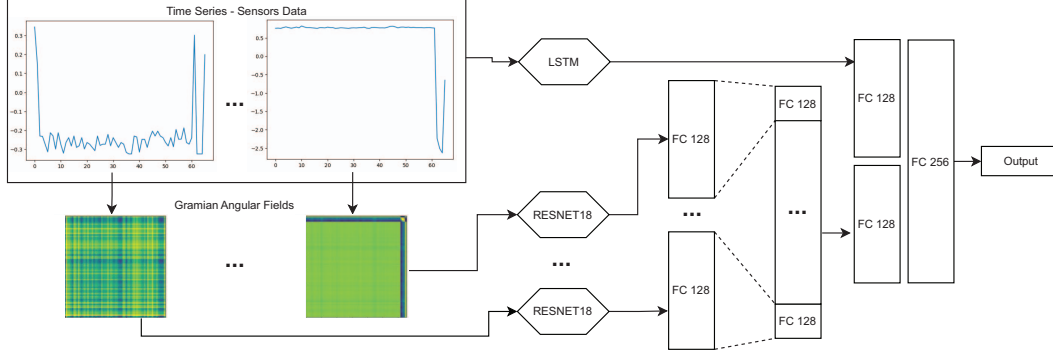 Time Series - Sensors Data
0.3
0.2
0.1
0.0
−0.1
−0.2
−0.3
0 10 20 30 40 50 60
...
1.0
0.5
0.0
−0.5
−1.0
−1.5
−2.0
−2.5
0 10 20 30 40 50 60
Gramian Angular Fields
...
LSTM
RESNET18
...
RESNET18
FC 128
...
FC 128
FC 128
...
FC 128
FC 128
FC 128
FC 256
Output